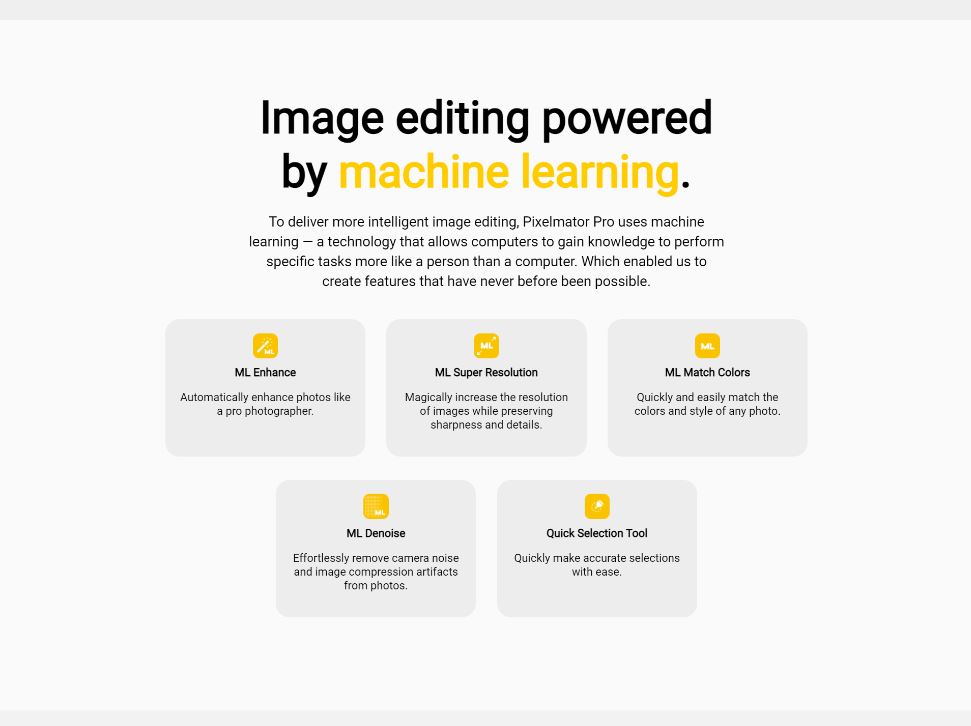 Image editing powered
by machine learning.
To deliver more intelligent image editing, Pixelmator Pro uses machine
learning — a technology that allows computers to gain knowledge to perform
specific tasks more like a person than a computer. Which enabled us to
create features that have never before been possible.
ML
ML Enhance
Automatically enhance photos like
a pro photographer.
ML
ML Super Resolution
Magically increase the resolution
of images while preserving
sharpness and details.
ML
ML Match Colors
Quickly and easily match the
colors and style of any photo.
ML
ML Denoise
Effortlessly remove camera noise
and image compression artifacts
from photos.
Quick Selection Tool
Quickly make accurate selections
with ease.